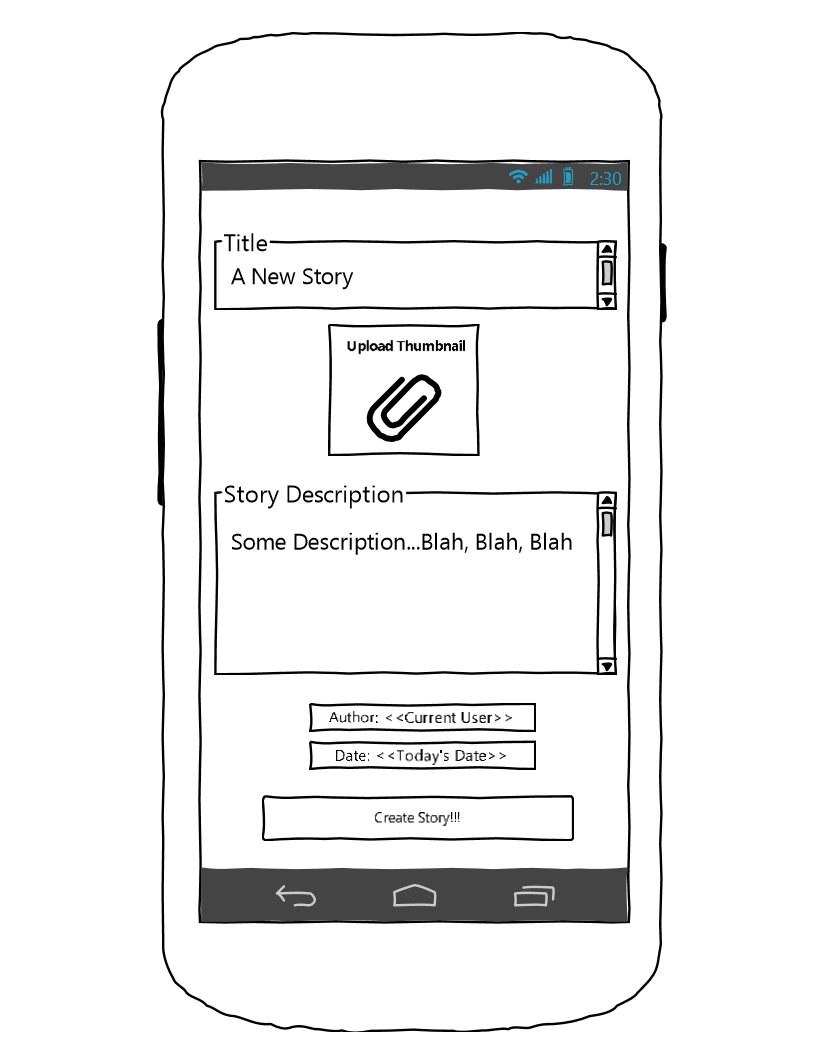 2:30
Title
A New Story
Upload Thumbnail
Story Description
Some Description...Blah, Blah, Blah
Author: <<Current User>>
Date: <<Today's Date>>
Create Story!!!